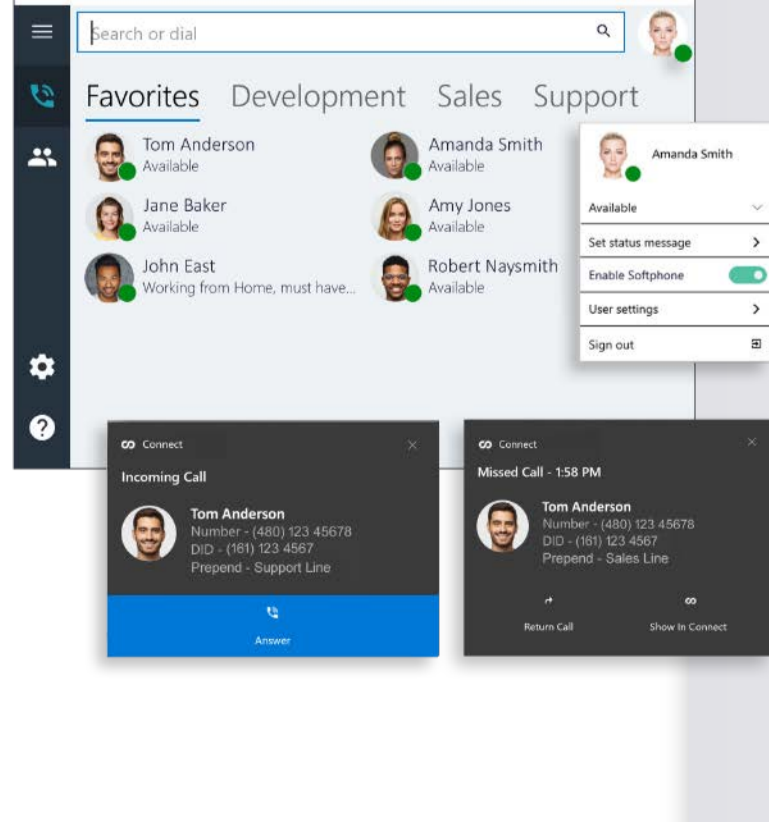 Search or dial
Favorites Development Sales Support
Tom Anderson
Available
Amanda Smith
Available
Jane Baker
Available
Amy Jones
Available
John East
Working from Home, must have...
Robert Naysmith
Available
Amanda Smith
Available
Set status message
Enable Softphone
User settings
Sign out
Connect
Incoming Call
Tom Anderson
Number - (480) 123 45678
DID - (161) 123 4567
Prepend - Support Line
Answer
Connect
Missed Call - 1:58 PM
Tom Anderson
Number - (480) 123 45678
DID - (161) 123 4567
Prepend - Sales Line
Return Call
Show In Connect